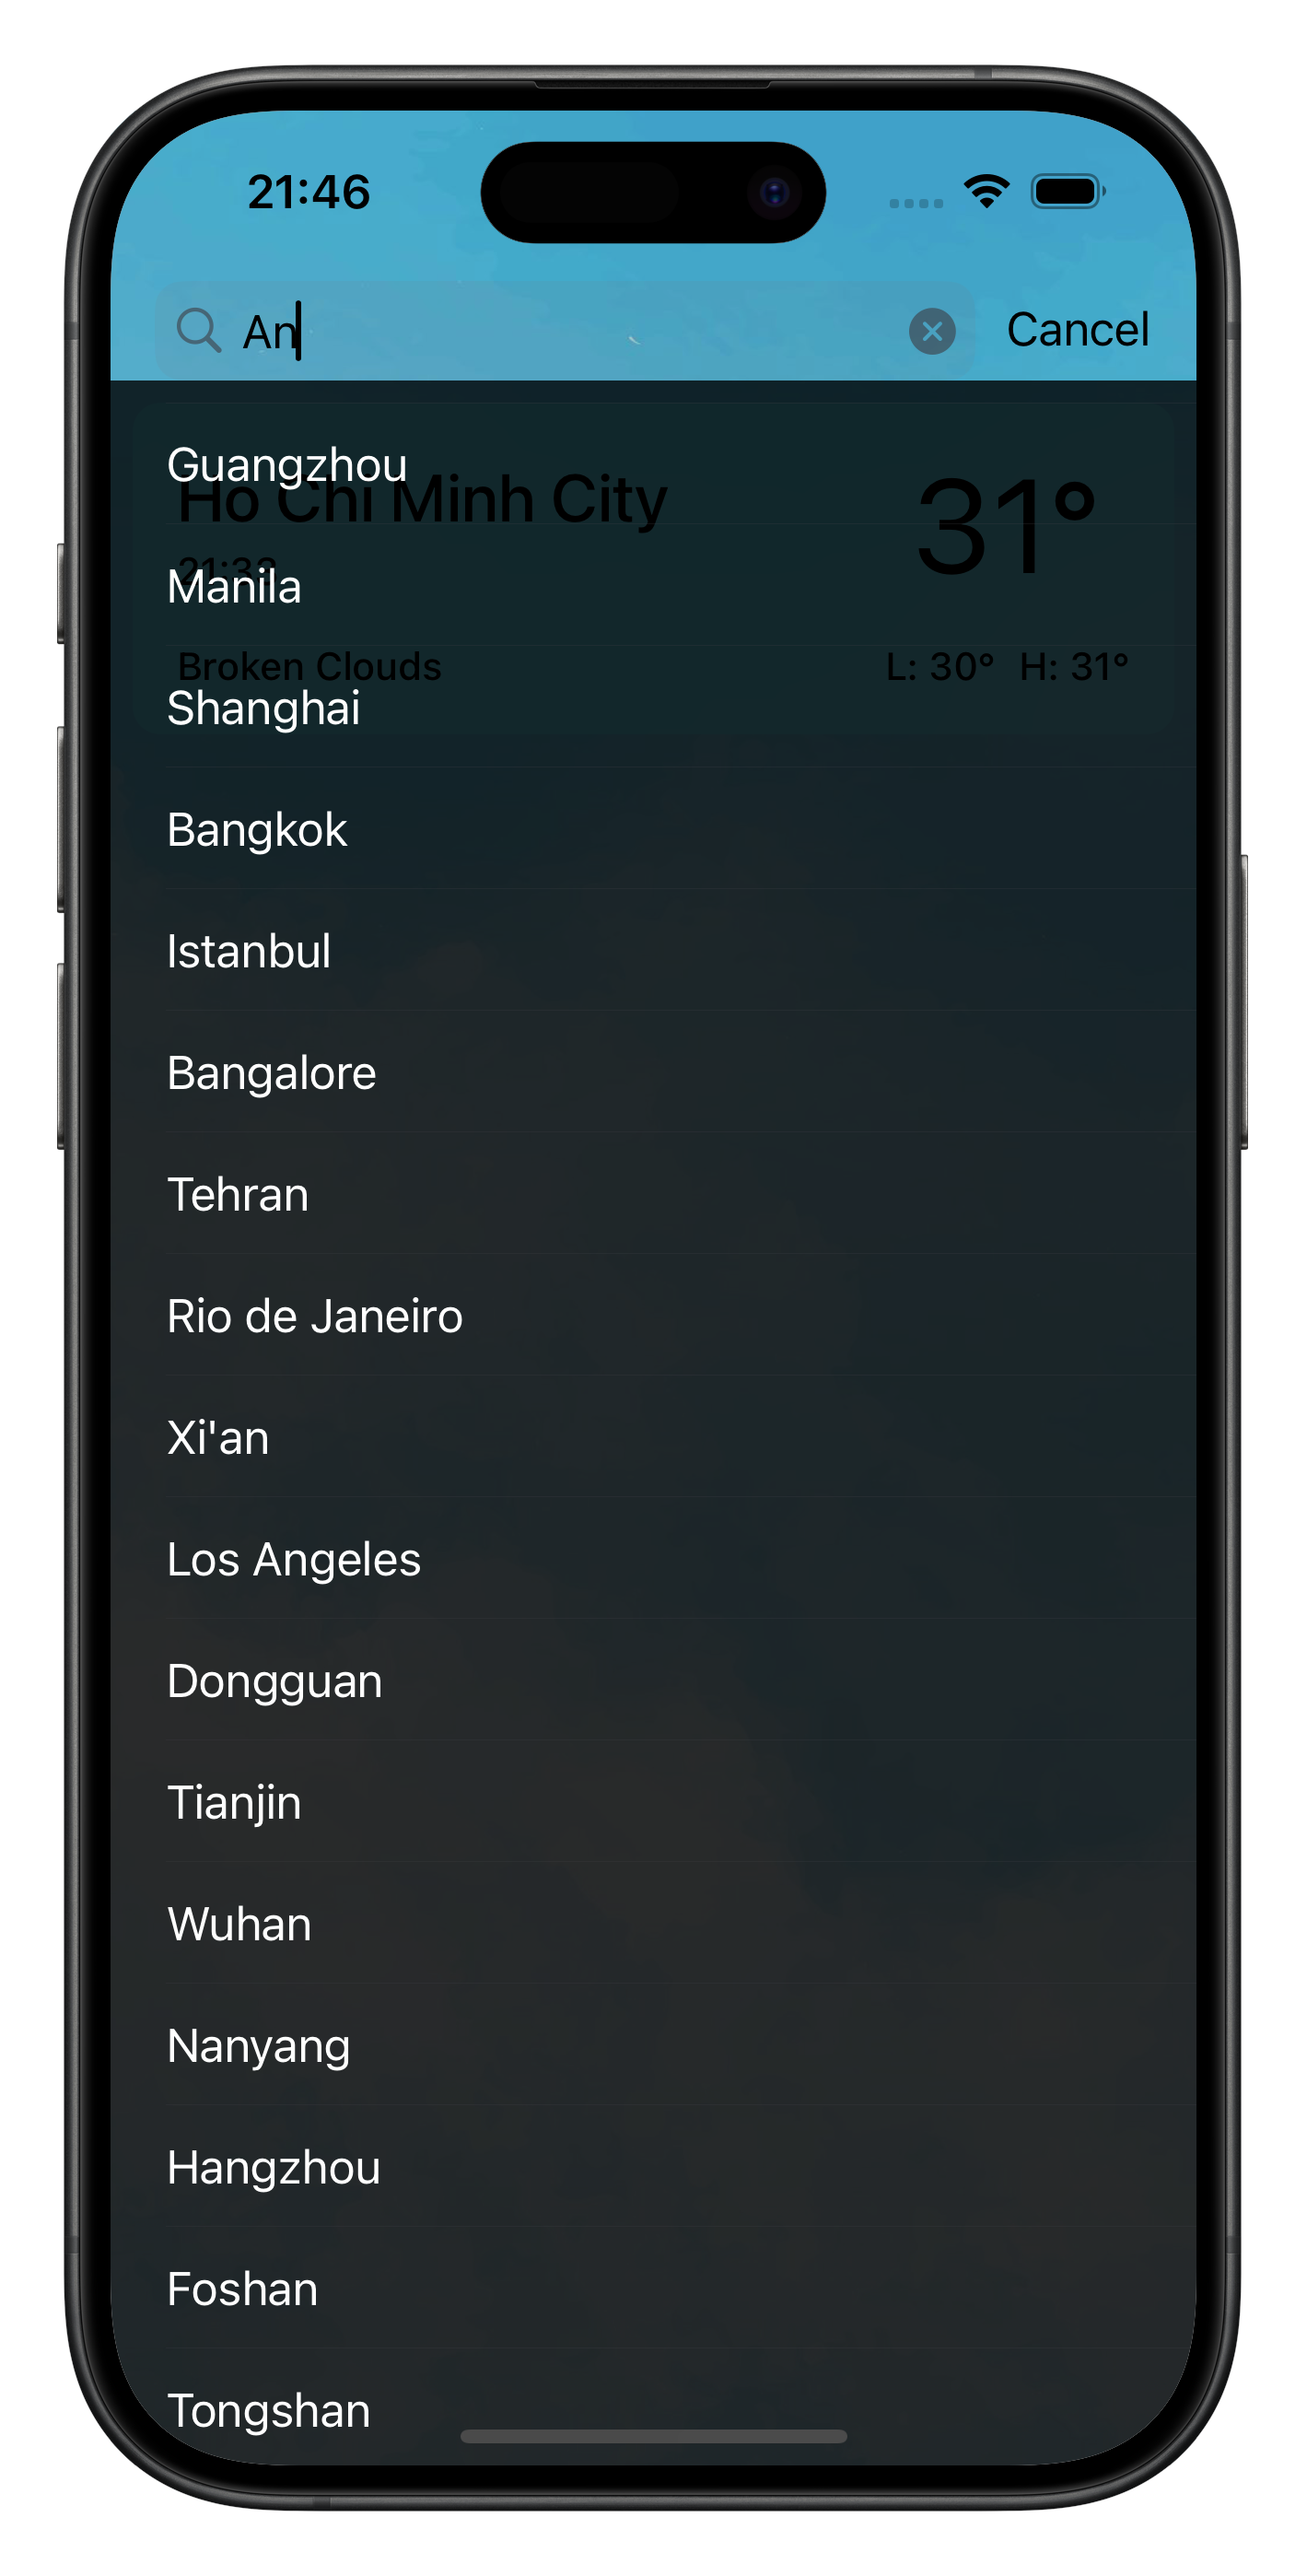 21:46
An
Cancel
Guangzhou
Ho Chi Minh City
31°
21:33
Manila
Broken Clouds
L: 30° H: 31°
Shanghai
Bangkok
Istanbul
Bangalore
Tehran
Rio de Janeiro
Xi'an
Los Angeles
Dongguan
Tianjin
Wuhan
Nanyang
Hangzhou
Foshan
Tongshan